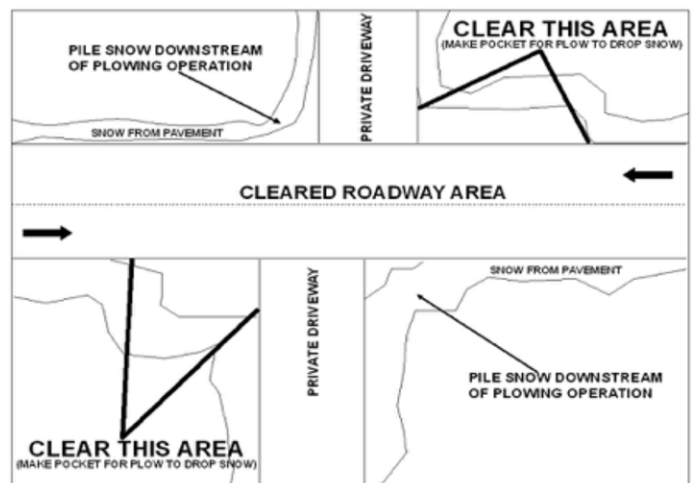 PILE SNOW DOWNSTREAM
OF PLOWING OPERATION
SNOW FROM PAVEMENT
PRIVATE DRIVEWAY
CLEAR THIS AREA
(MAKE POCKET FOR PLOW TO DROP SNOW)
CLEARED ROADWAY AREA
CLEAR THIS AREA
(MAKE POCKET FOR PLOW TO DROP SNOW)
PRIVATE DRIVEWAY
SNOW FROM PAVEMENT
PILE SNOW DOWNSTREAM
OF PLOWING OPERATION